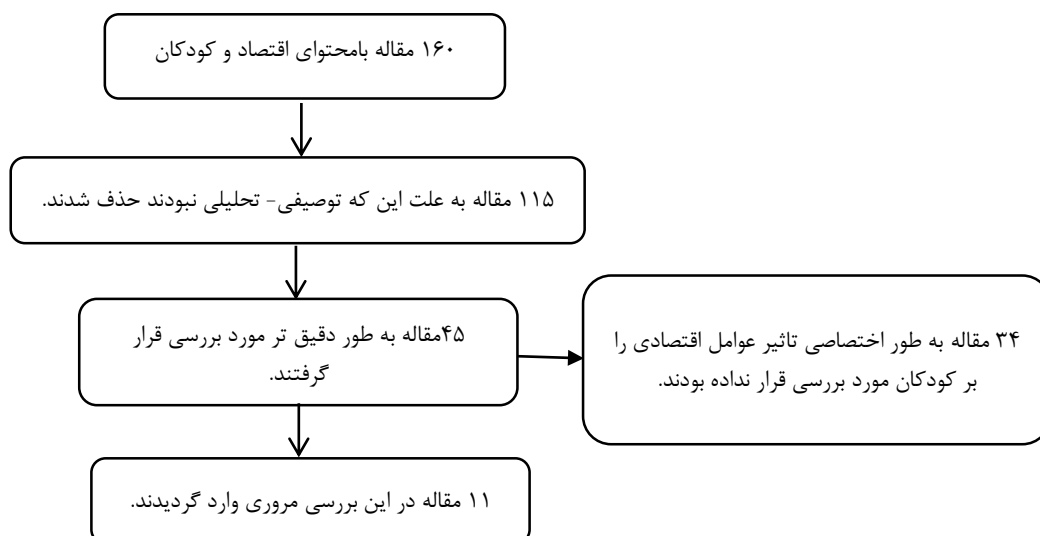 ۱۶۰ مقاله بامحتوای اقتصاد و کودکان
۱۱۵ مقاله به علت این که توصیفی- تحلیلی نبودند حذف شدند.
۴۵مقاله به طور دقیق تر مورد بررسی قرار
گرفتند.
۳۴ مقاله به طور اختصاصی تاثیر عوامل اقتصادی را
بر کودکان مورد بررسی قرار نداده بودند.
۱۱ مقاله در این بررسی مروری وارد گردیدند.